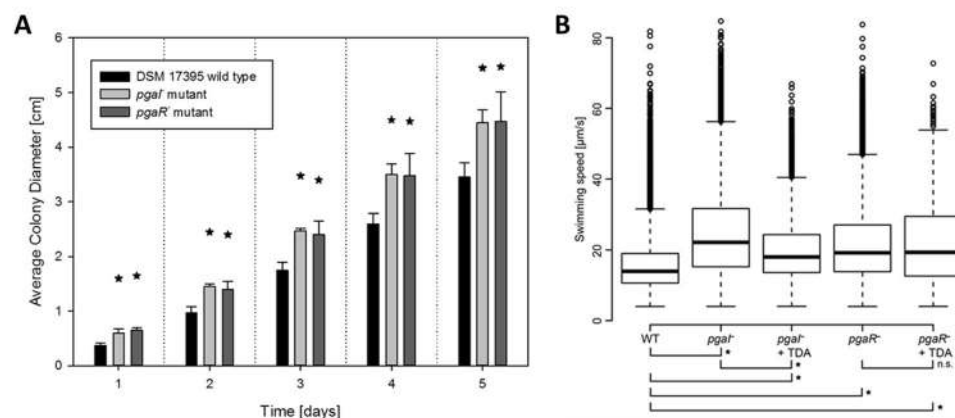 A
Average Colony Diameter [cm]
6
5
4
3
2
1
0
DSM 17395 wild type
pgaI⁻ mutant
pgaR⁻ mutant
★ ★
★ ★
★ ★
★ ★
★ ★
1 2 3 4 5
Time [days]
B
Swimming speed [µm/s]
80
60
40
20
0
WT pgaI⁻ pgaI⁻ pgaR⁻ pgaR⁻
+ TDA + TDA
* n.s.
*
*
*
*